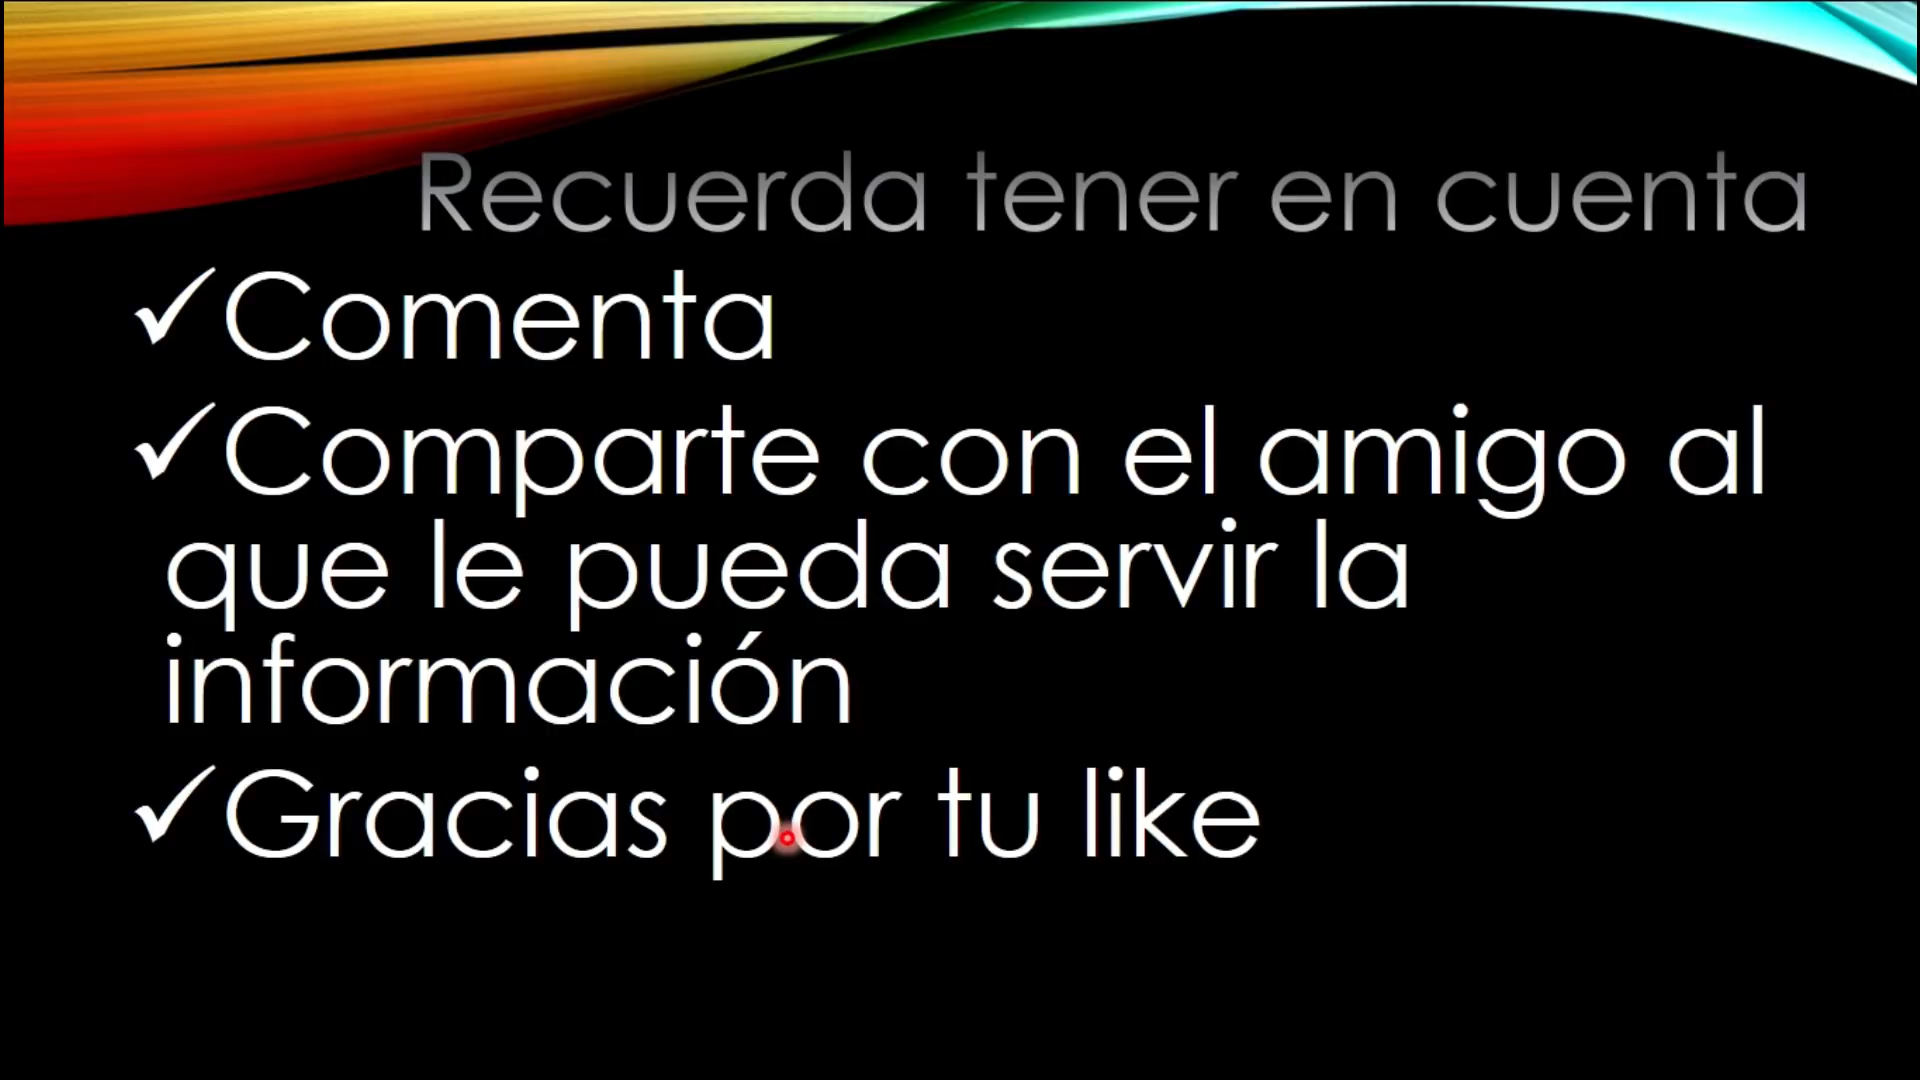 Recuerda tener en cuenta
✓Comenta
✓Comparte con el amigo al
que le pueda servir la
información
✓Gracias por tu like